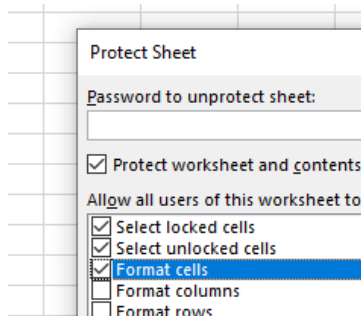 Protect Sheet
Password to unprotect sheet:
Protect worksheet and contents
Allow all users of this worksheet to
Select locked cells
Select unlocked cells
Format cells
Format columns
Format rows